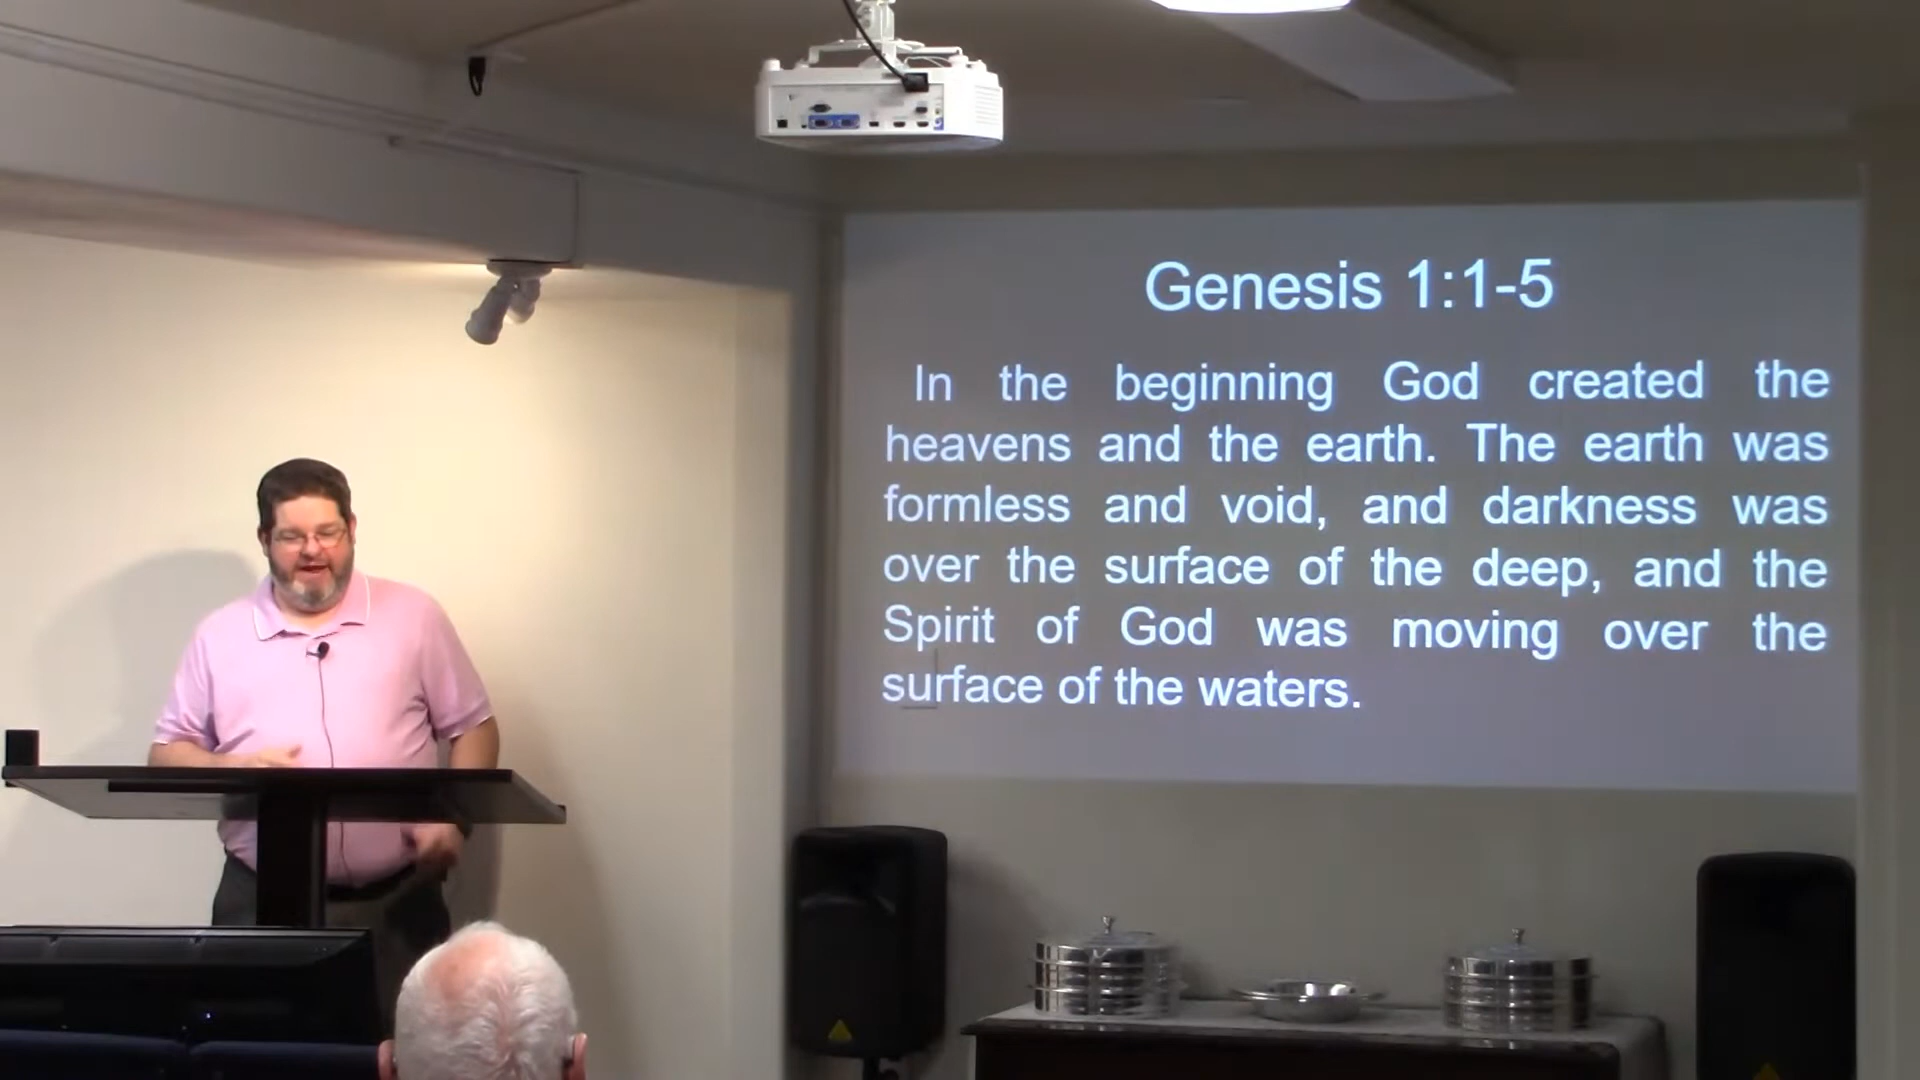 Genesis 1:1-5
In the beginning God created the
heavens and the earth. The earth was
formless and void, and darkness was
over the surface of the deep, and the
Spirit of God was moving over the
surface of the waters.